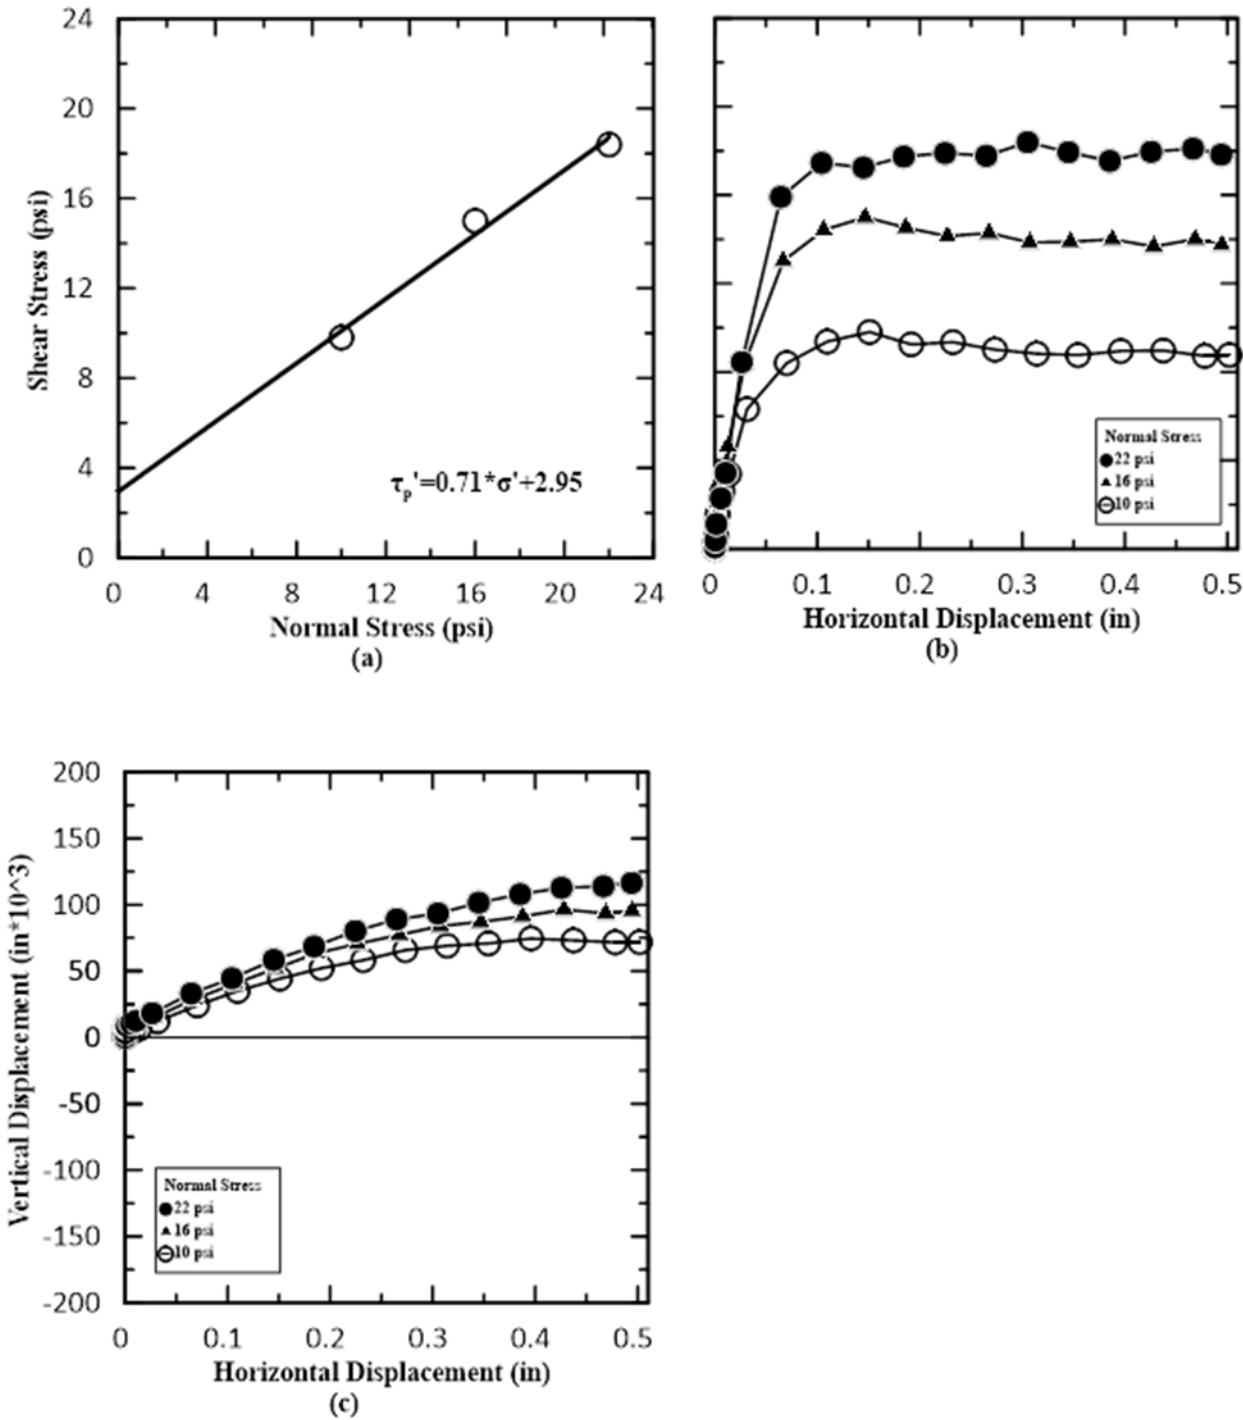 24
20
16
12
8
4
0
Shear Stress (psi)
τp'=0.71*σ'+2.95
0 4 8 12 16 20 24
Normal Stress (psi)
(a)
Normal Stress
22 psi
16 psi
10 psi
0 0.1 0.2 0.3 0.4 0.5
Horizontal Displacement (in)
(b)
200
150
100
50
0
-50
-100
-150
-200
Vertical Displacement (in*10^3)
Normal Stress
22 psi
16 psi
10 psi
0 0.1 0.2 0.3 0.4 0.5
Horizontal Displacement (in)
(c)